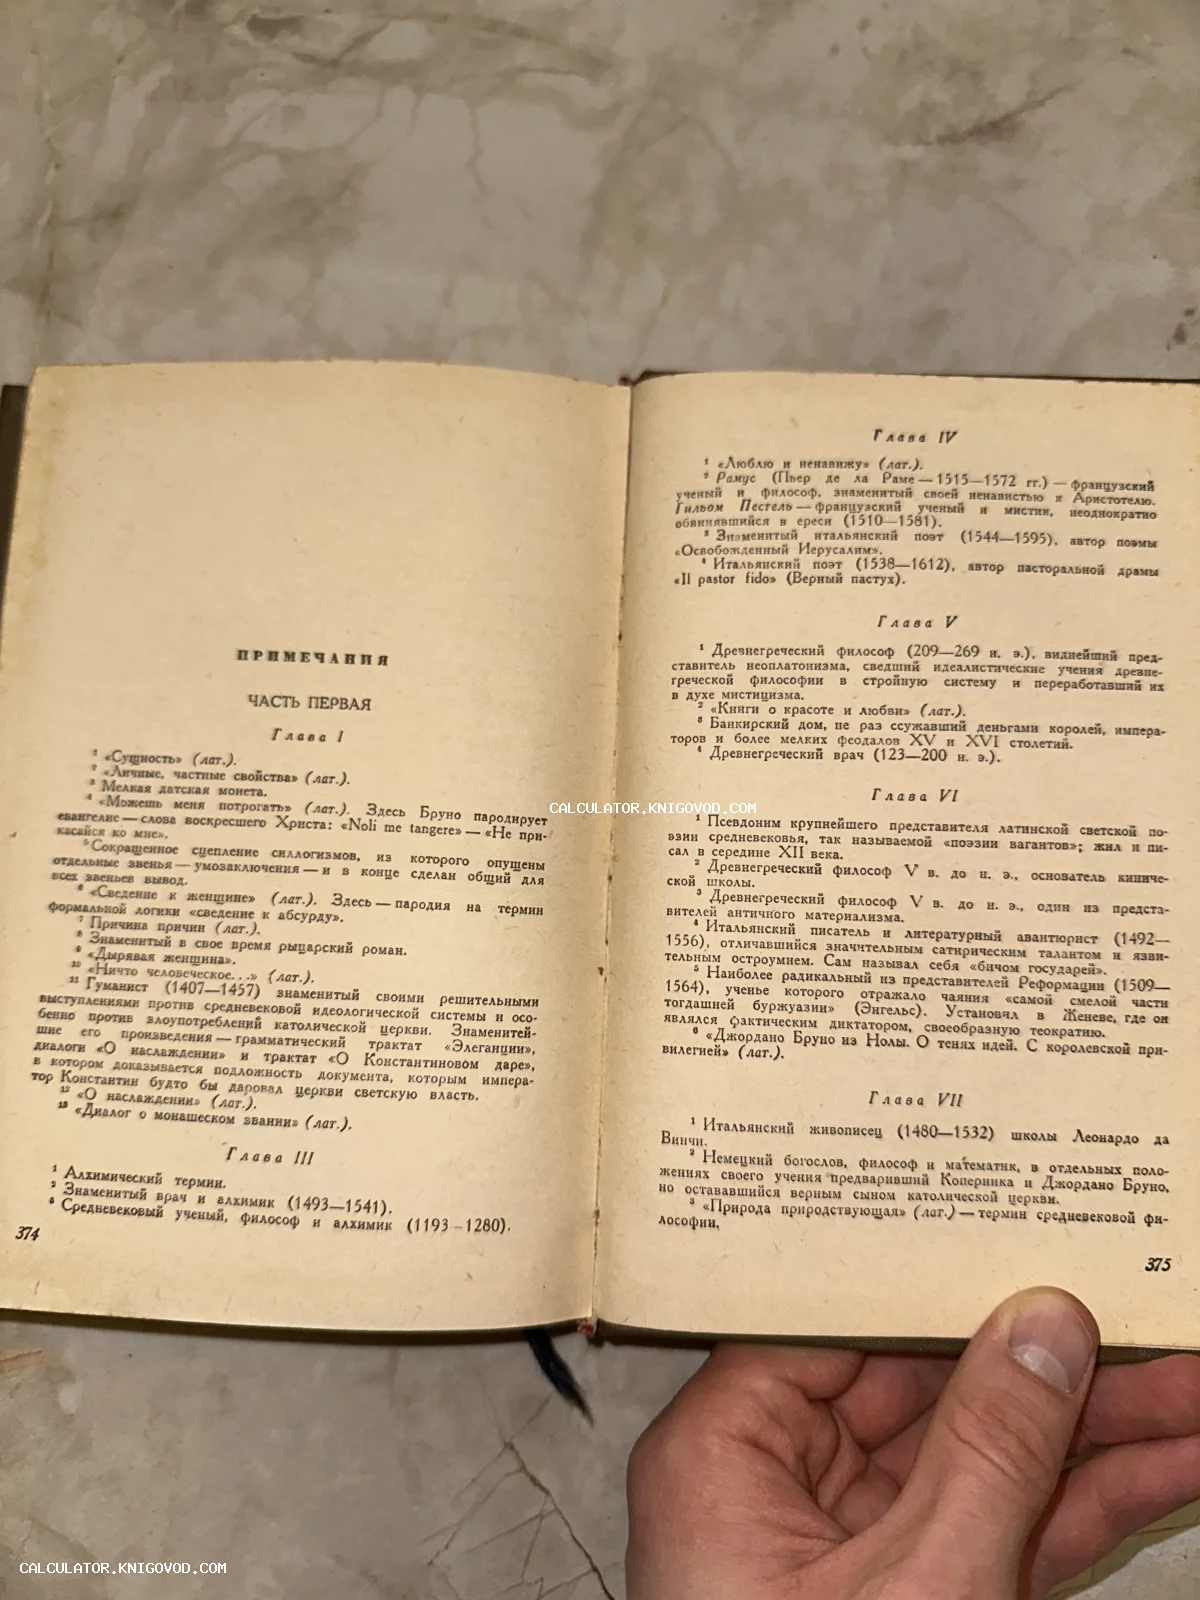 ПРИМЕЧАНИЯ
ЧАСТЬ ПЕРВАЯ
Глава I
¹ «Сущность» (лат.).
² «Личные, частные свойства» (лат.).
³ Мелкая датская монета.
⁴ «Можешь меня потрогать» (лат.). Здесь Бруно пародирует
евангелие — слова воскресшего Христа: «Noli me tangere» — «Не при-
касайся ко мне».
⁵ Сокращенное сцепление силлогизмов, из которого опущены
отдельные звенья — умозаключения — и в конце сделан общий для
всех звеньев вывод.
⁶ «Сведение к женщине» (лат.). Здесь — пародия на термин
формальной логики «сведение к абсурду».
⁷ Причина причин (лат.).
⁸ Знаменитый в свое время рыцарский роман.
⁹ «Дырявая женщина».
¹⁰ «Ничто человеческое...» (лат.).
¹¹ Гуманист (1407—1457) знаменитый своими решительными
выступлениями против средневековой идеологической системы и осо-
бенно против злоупотреблений католической церкви. Знаменитей-
шие его произведения — грамматический трактат «Элеганции»,
диалоги «О наслаждении» и трактат «О Константиновом даре»,
в котором доказывается подложность документа, которым импера-
тор Константин будто бы даровал церкви светскую власть.
¹² «О наслаждении» (лат.).
¹³ «Диалог о монашеском звании» (лат.).
Глава III
¹ Алхимический термин.
² Знаменитый врач и алхимик (1493—1541).
³ Средневековый ученый, философ и алхимик (1193—1280).
374
Глава IV
¹ «Люблю и ненавижу» (лат.).
² Рамус (Пьер де ла Раме — 1515—1572 гг.) — французский
ученый и философ, знаменитый своей ненавистью к Аристотелю.
Гильом Постель — французский ученый и мистик, неоднократно
обвинявшийся в ереси (1510—1581).
³ Знаменитый итальянский поэт (1544—1595), автор поэмы
«Освобожденный Иерусалим».
⁴ Итальянский поэт (1538—1612), автор пасторальной драмы
«Il pastor fido» (Верный пастух).
Глава V
¹ Древнегреческий философ (209—269 н. э.), виднейший пред-
ставитель неоплатонизма, сведший идеалистические учения древне-
греческой философии в стройную систему и переработавший их
в духе мистицизма.
² «Книги о красоте и любви» (лат.).
³ Банкирский дом, не раз ссужавший деньгами королей, импера-
торов и более мелких феодалов XV и XVI столетий.
⁴ Древнегреческий врач (123—200 н. э.).
Глава VI
¹ Псевдоним крупнейшего представителя латинской светской по-
эзии средневековья, так называемой «поэзии вагантов»; жил и пи-
сал в середине XII века.
² Древнегреческий философ V в. до н. э., основатель киниче-
ской школы.
³ Древнегреческий философ V в. до н. э., один из предста-
вителей античного материализма.
⁴ Итальянский писатель и литературный авантюрист (1492—
1556), отличавшийся значительным сатирическим талантом и язви-
тельным остроумием. Сам называл себя «бичом государей».
⁵ Наиболее радикальный из представителей Реформации (1509—
1564), ученье которого отражало чаяния «самой смелой части
тогдашней буржуазии» (Энгельс). Установил в Женеве, где он
являлся фактическим диктатором, своеобразную теократию.
⁶ «Джордано Бруно из Нолы. О тенях идей. С королевской при-
вилегией» (лат.).
Глава VII
¹ Итальянский живописец (1480—1532) школы Леонардо да
Винчи.
² Немецкий богослов, философ и математик, в отдельных поло-
жениях своего учения предваривший Коперника и Джордано Бруно,
но остававшийся верным сыном католической церкви.
³ «Природа природствующая» (лат.) — термин средневековой фи-
лософии.
375
CALCULATOR.KNIGOVOD.COM
CALCULATOR.KNIGOVOD.COM